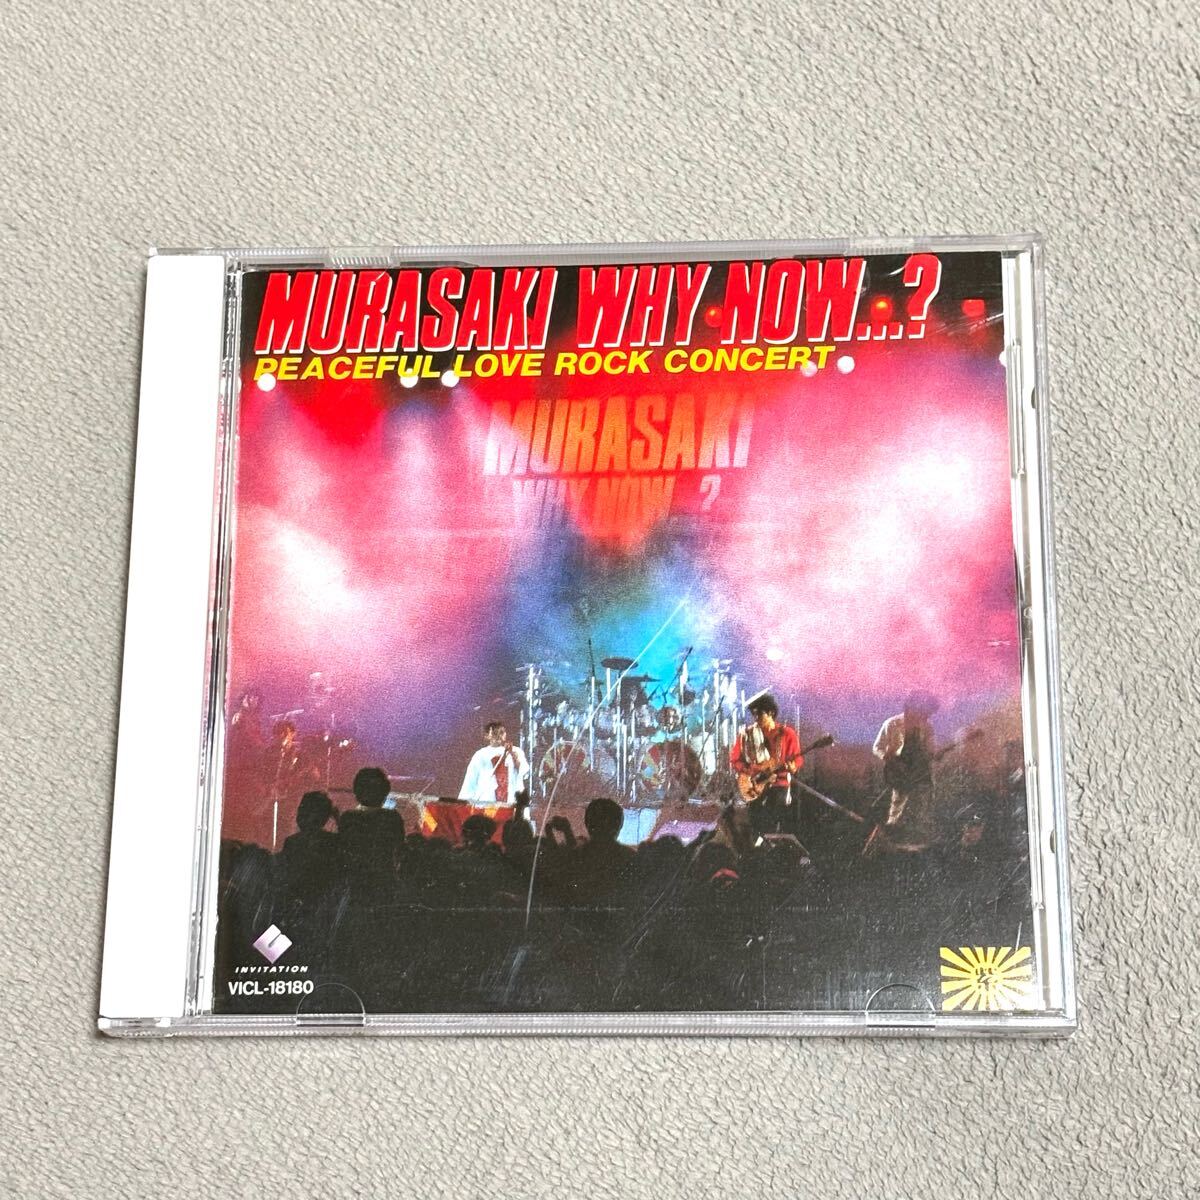 MURASAKI WHY NOW...?
PEACEFUL LOVE ROCK CONCERT
MURASAKI
WHY NOW...?
INVITATION
VICL-18180